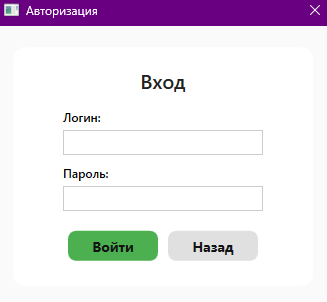 Авторизация
Вход
Логин:
Пароль:
Войти Назад